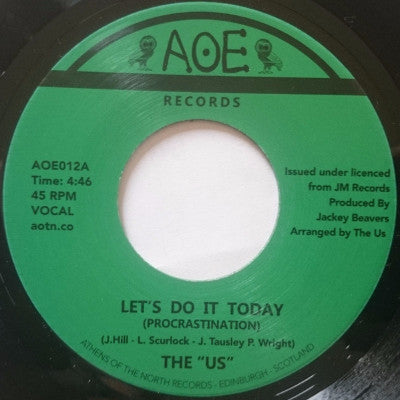 AOE
RECORDS
AOE012A
Time: 4:46
45 RPM
VOCAL
aotn.co
Issued under licenced
from JM Records
Produced By
Jackey Beavers
Arranged by The Us
LET'S DO IT TODAY
(PROCRASTINATION)
(J.Hill - L. Scurlock - J. Tausley P. Wright)
THE "US"
ATHENS OF THE NORTH RECORDS - EDINBURGH - SCOTLAND